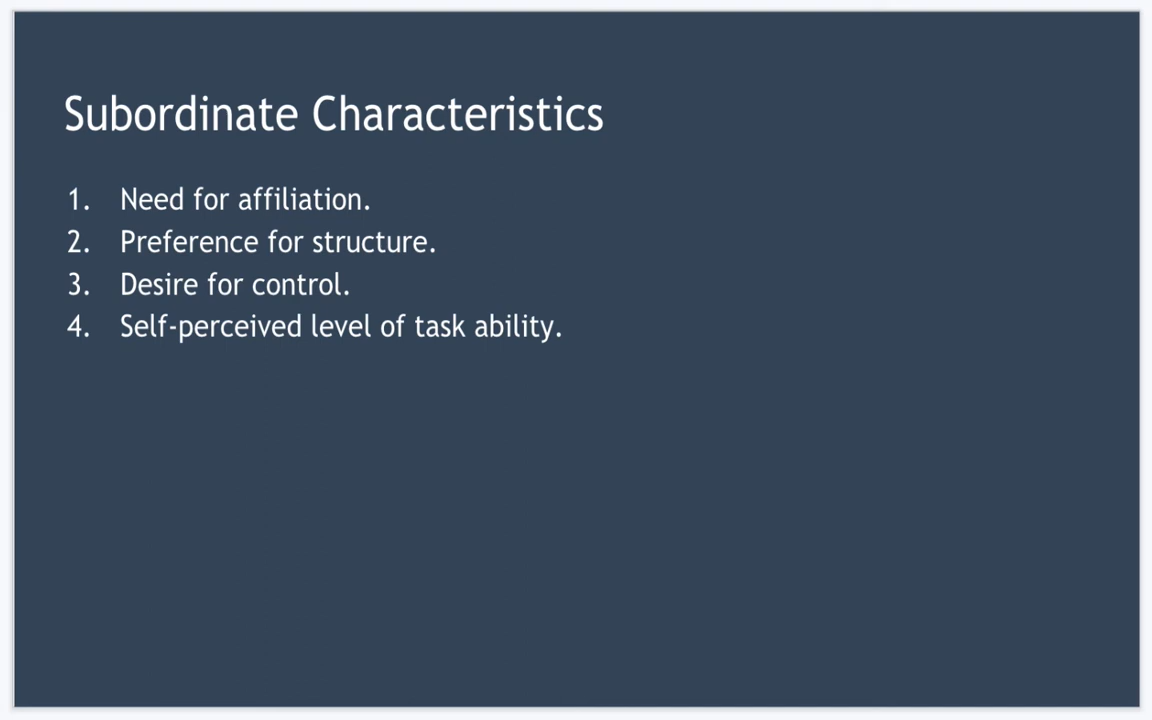 Subordinate Characteristics
1. Need for affiliation.
2. Preference for structure.
3. Desire for control.
4. Self-perceived level of task ability.